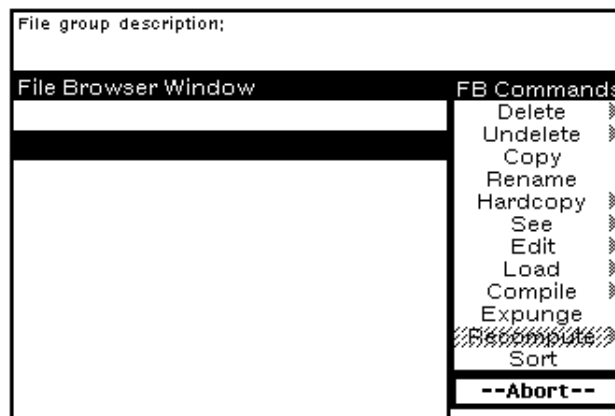 File group description;
File Browser Window
FB Commands
Delete
Undelete
Copy
Rename
Hardcopy
See
Edit
Load
Compile
Expunge
Recompute
Sort
--Abort--